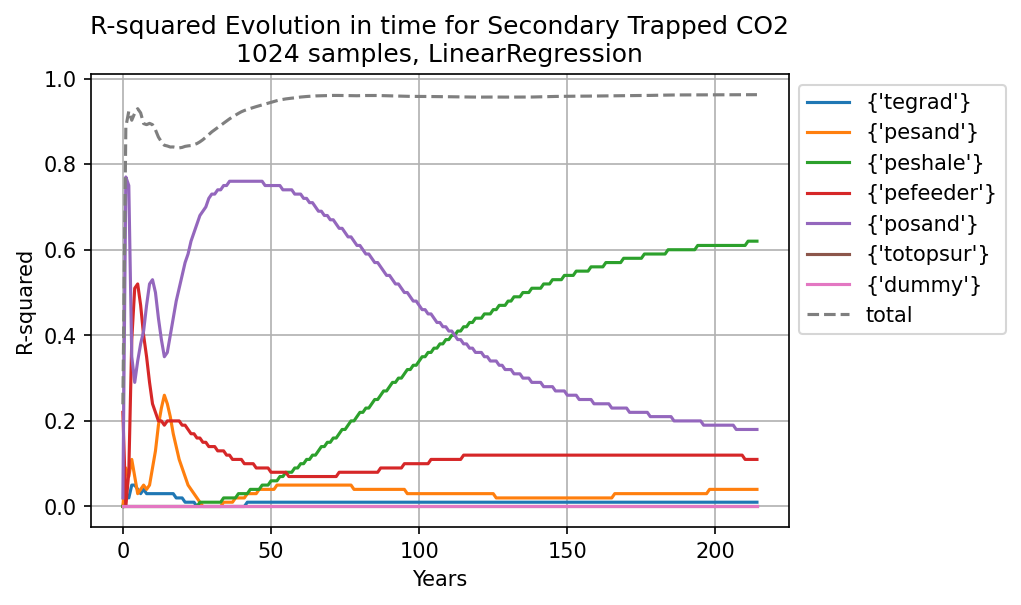 R-squared Evolution in time for Secondary Trapped CO2
1024 samples, LinearRegression
1.0
0.8
0.6
0.4
0.2
0.0
R-squared
0
50
100
150
200
Years
{'tegrad'}
{'pesand'}
{'peshale'}
{'pefeeder'}
{'posand'}
{'totopsur'}
{'dummy'}
total